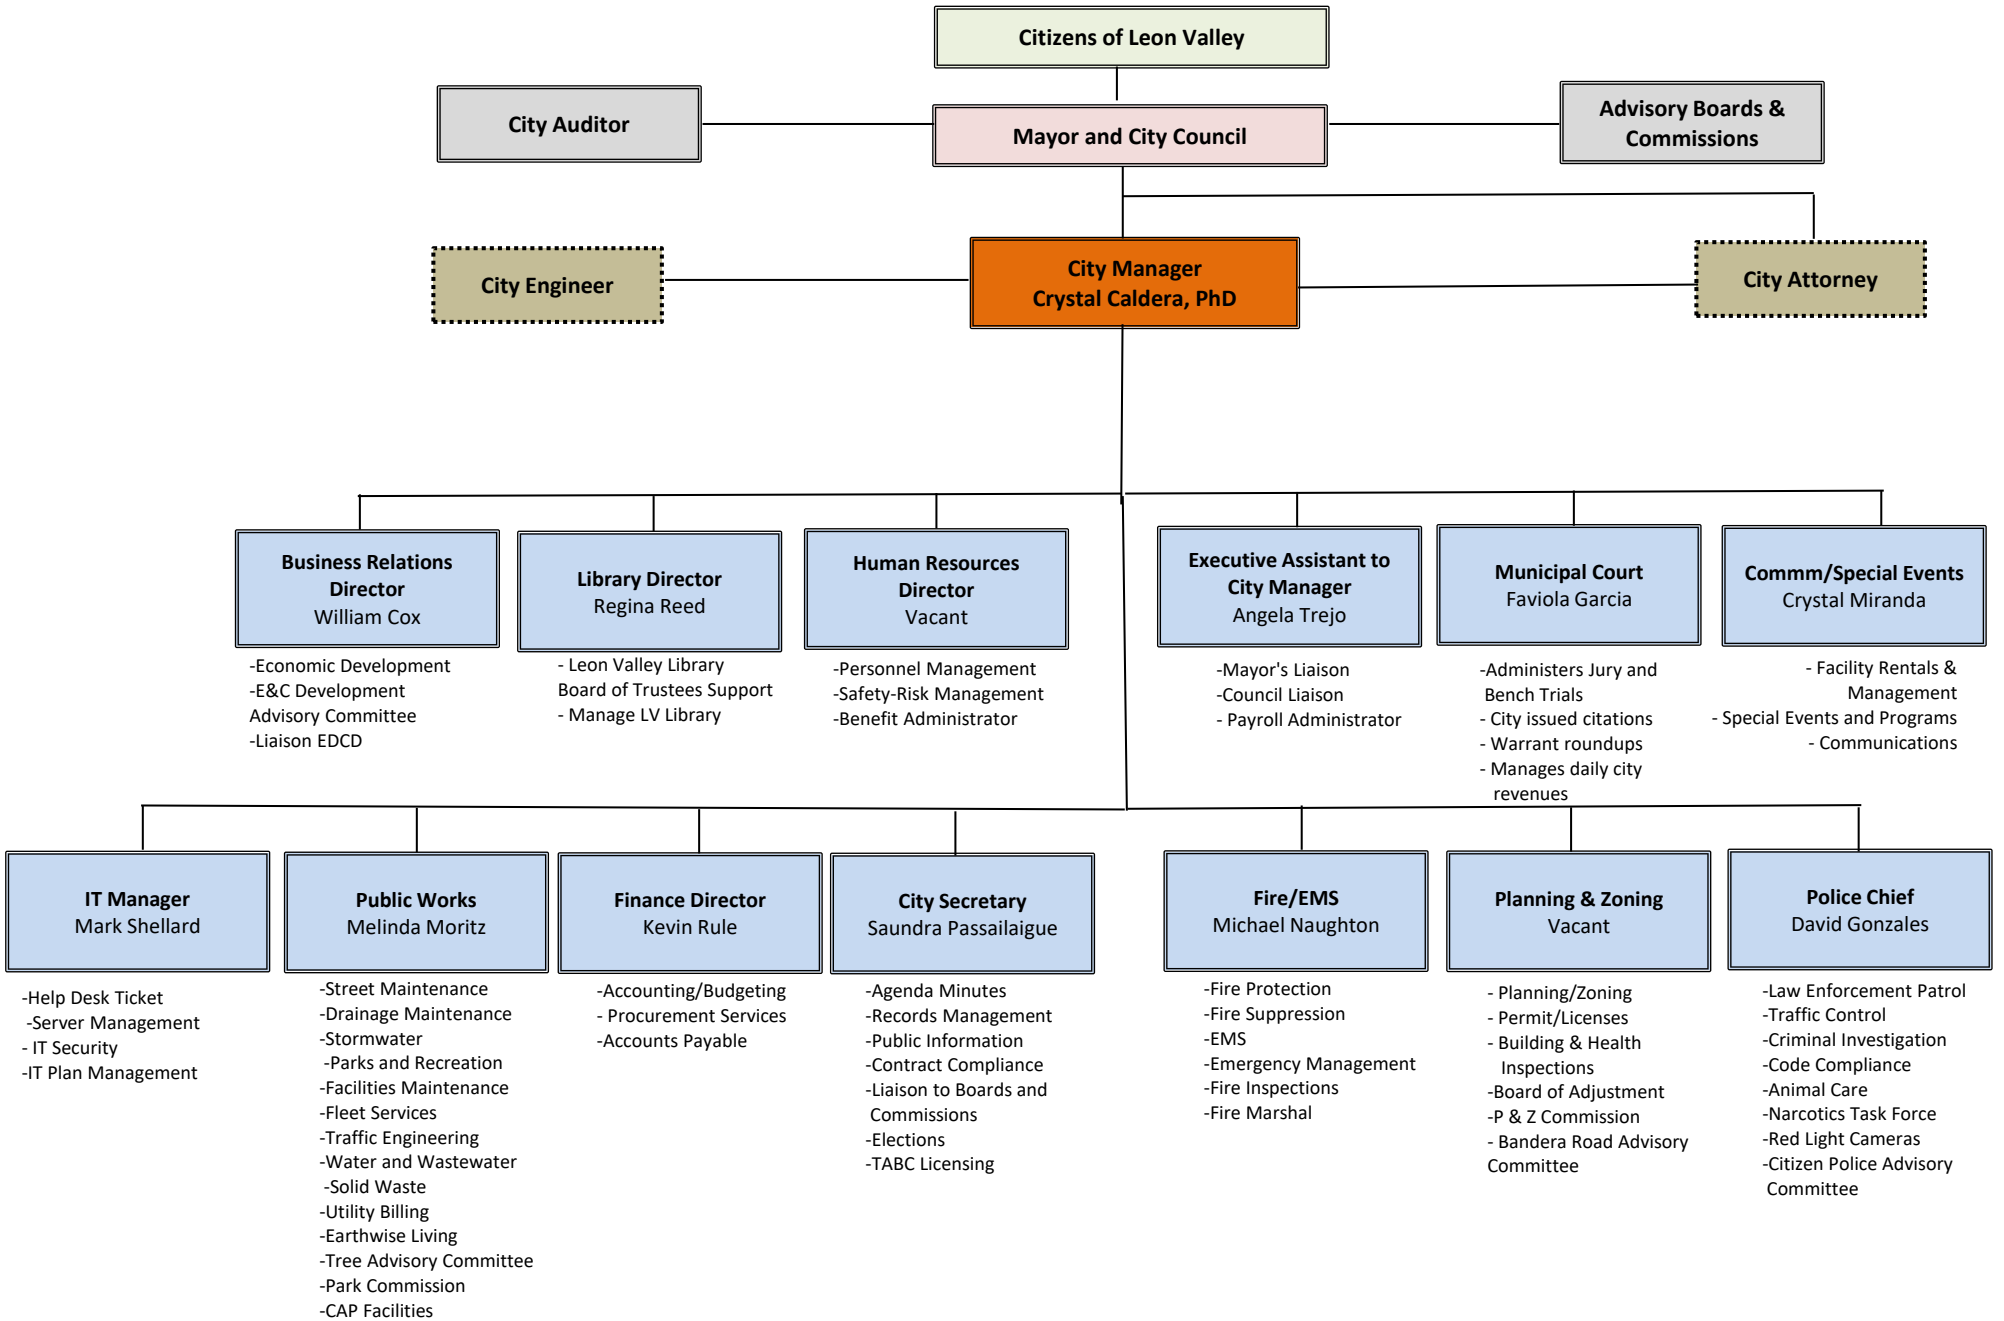 Citizens of Leon Valley
City Auditor
Mayor and City Council
Advisory Boards &
Commissions
City Engineer
City Manager
Crystal Caldera, PhD
City Attorney
Business Relations
Director
William Cox
-Economic Development
-E&C Development
Advisory Committee
-Liaison EDCD
Library Director
Regina Reed
- Leon Valley Library
Board of Trustees Support
- Manage LV Library
Human Resources
Director
Vacant
-Personnel Management
-Safety-Risk Management
-Benefit Administrator
Executive Assistant to
City Manager
Angela Trejo
-Mayor's Liaison
-Council Liaison
- Payroll Administrator
Municipal Court
Faviola Garcia
-Administers Jury and
Bench Trials
- City issued citations
- Warrant roundups
- Manages daily city
revenues
Commm/Special Events
Crystal Miranda
- Facility Rentals &
Management
- Special Events and Programs
- Communications
IT Manager
Mark Shellard
-Help Desk Ticket
-Server Management
- IT Security
-IT Plan Management
Public Works
Melinda Moritz
-Street Maintenance
-Drainage Maintenance
-Stormwater
-Parks and Recreation
-Facilities Maintenance
-Fleet Services
-Traffic Engineering
-Water and Wastewater
-Solid Waste
-Utility Billing
-Earthwise Living
-Tree Advisory Committee
-Park Commission
-CAP Facilities
Finance Director
Kevin Rule
-Accounting/Budgeting
- Procurement Services
-Accounts Payable
City Secretary
Saundra Passailaigue
-Agenda Minutes
-Records Management
-Public Information
-Contract Compliance
-Liaison to Boards and
Commissions
-Elections
-TABC Licensing
Fire/EMS
Michael Naughton
-Fire Protection
-Fire Suppression
-EMS
-Emergency Management
-Fire Inspections
-Fire Marshal
Planning & Zoning
Vacant
- Planning/Zoning
- Permit/Licenses
- Building & Health
Inspections
-Board of Adjustment
-P & Z Commission
- Bandera Road Advisory
Committee
Police Chief
David Gonzales
-Law Enforcement Patrol
-Traffic Control
-Criminal Investigation
-Code Compliance
-Animal Care
-Narcotics Task Force
-Red Light Cameras
-Citizen Police Advisory
Committee